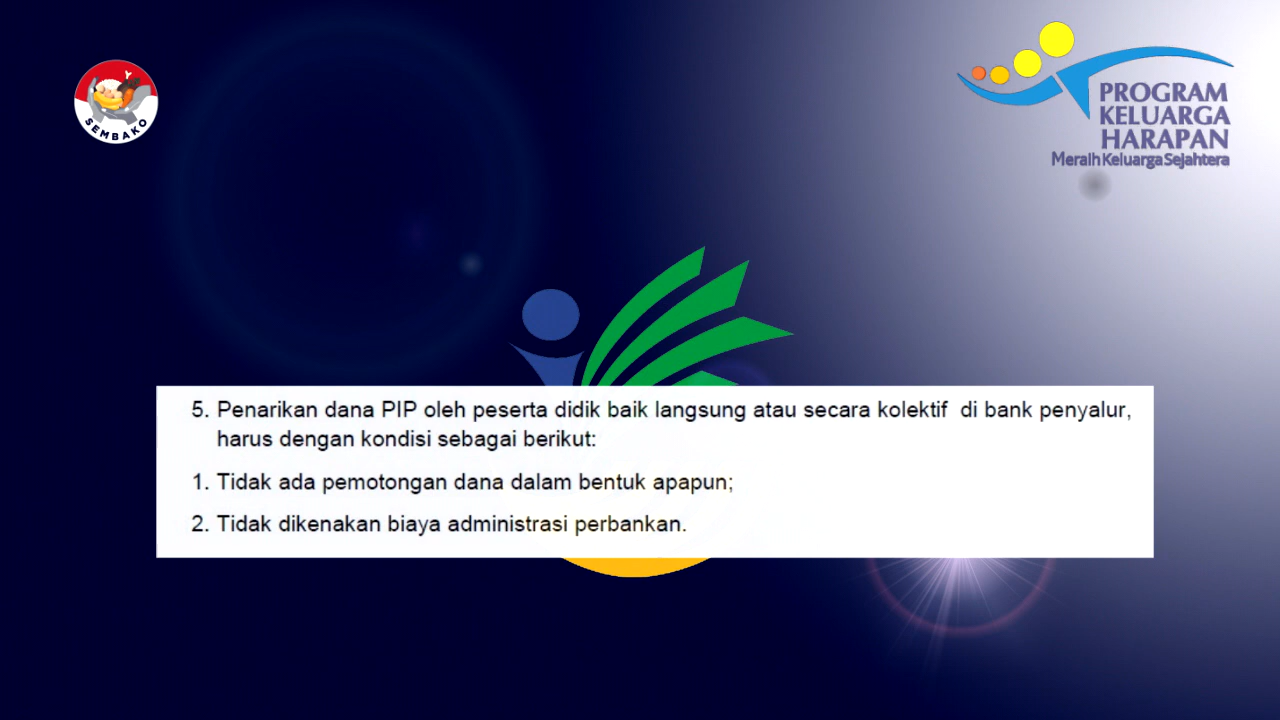 SEMBAKO
PROGRAM
KELUARGA
HARAPAN
Meraih Keluarga Sejahtera
5. Penarikan dana PIP oleh peserta didik baik langsung atau secara kolektif di bank penyalur,
harus dengan kondisi sebagai berikut:
1. Tidak ada pemotongan dana dalam bentuk apapun;
2. Tidak dikenakan biaya administrasi perbankan.